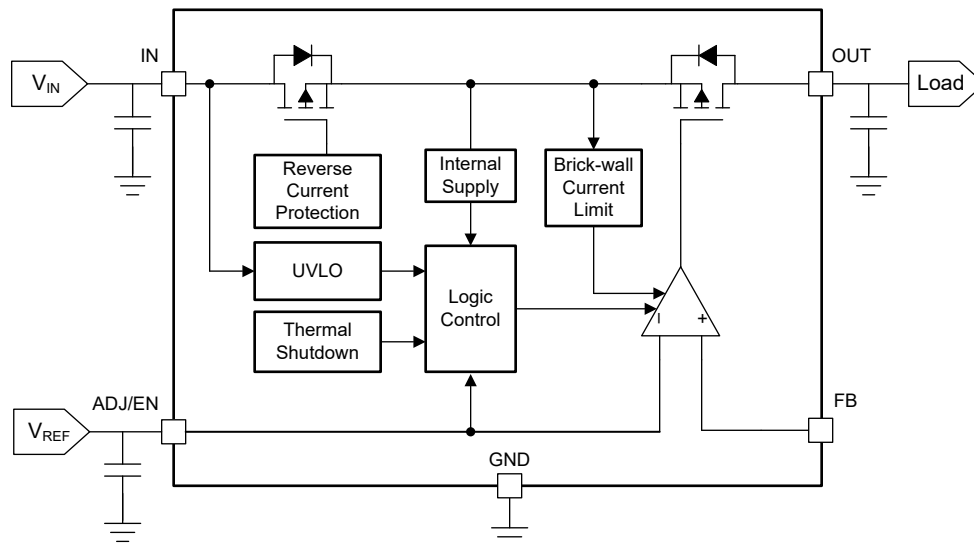 IN
OUT
V_IN
Load
Reverse
Current
Protection
Internal
Supply
Brick-wall
Current
Limit
UVLO
Logic
Control
Thermal
Shutdown
–
+
ADJ/EN
FB
V_REF
GND